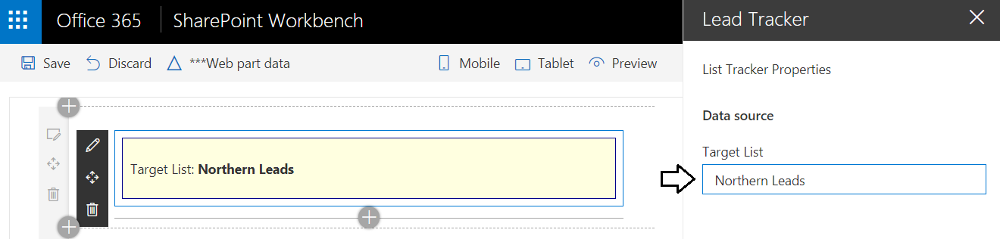 Office 365 SharePoint Workbench
Lead Tracker
Save Discard ***Web part data Mobile Tablet Preview
List Tracker Properties
Data source
Target List
Target List: Northern Leads
Northern Leads